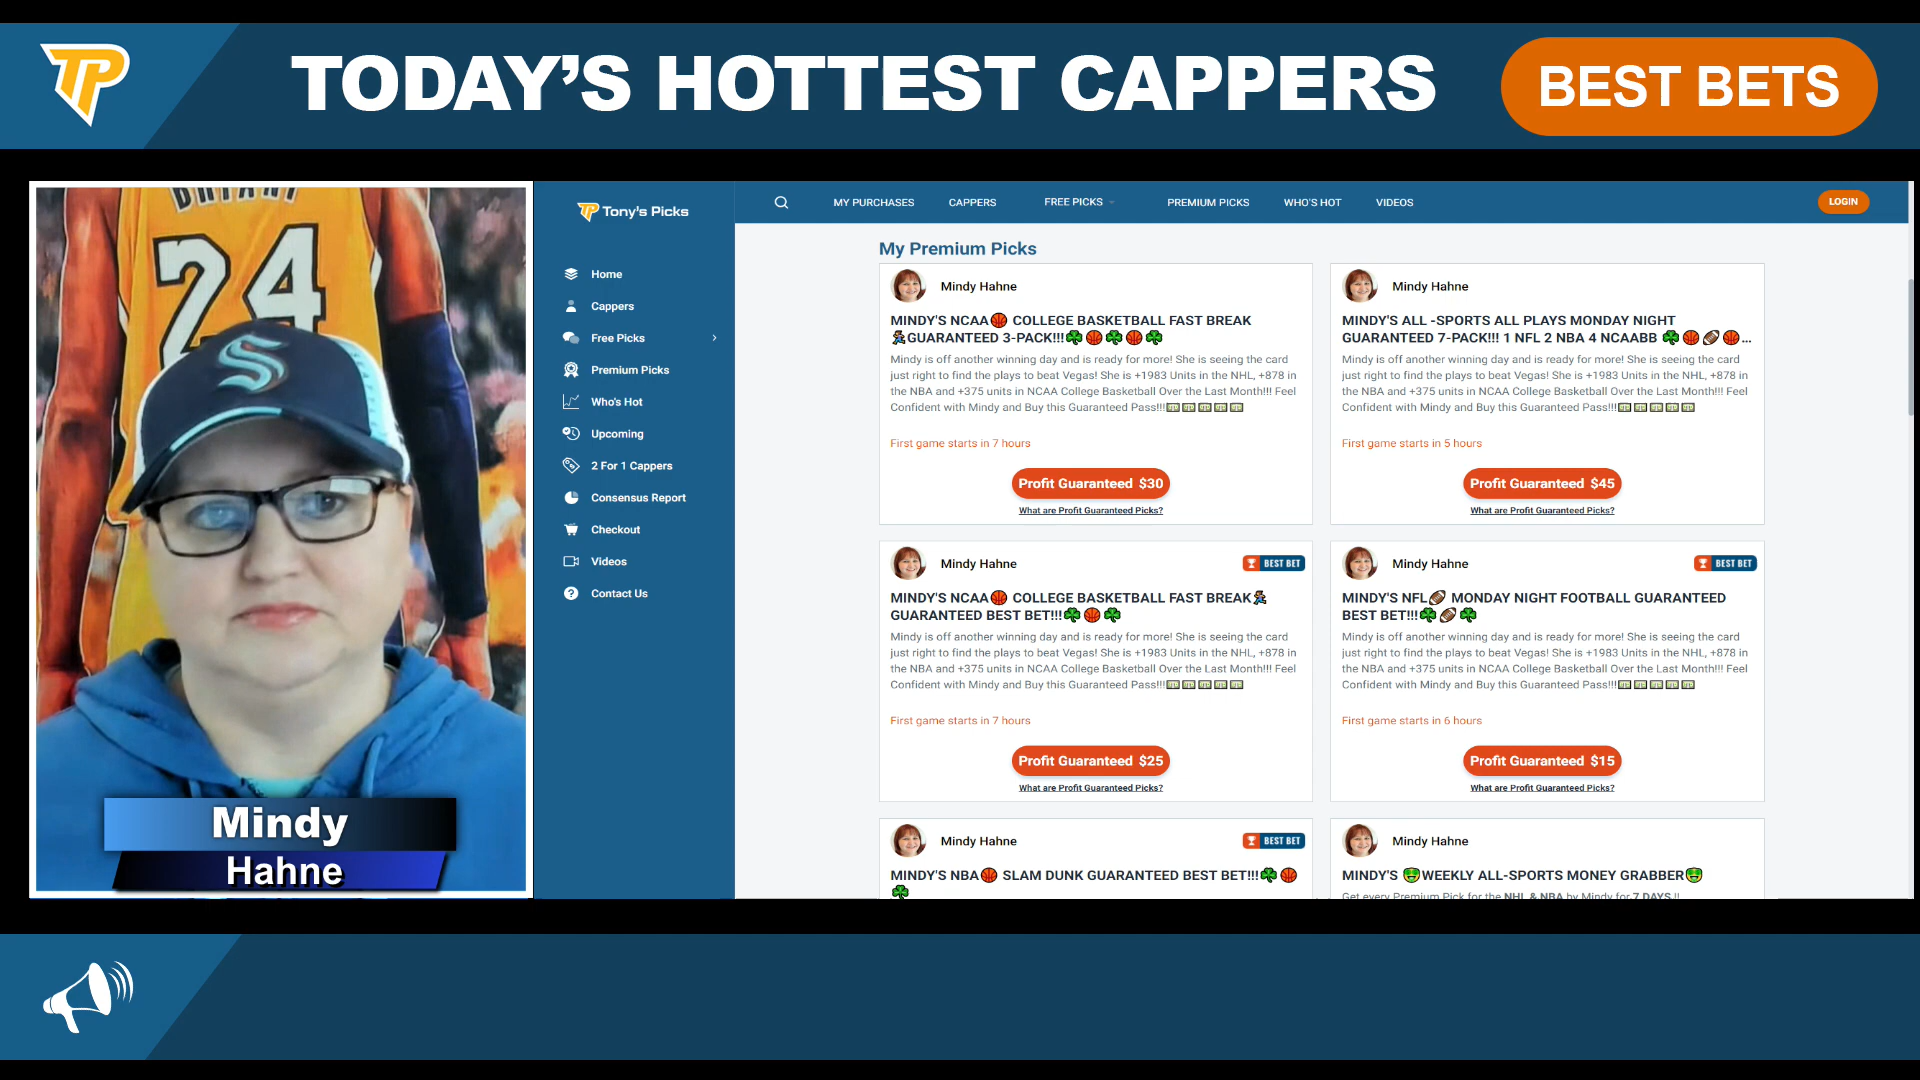 TP
TODAY'S HOTTEST CAPPERS
BEST BETS
BRYANT
24
S
Mindy
Hahne
TP Tony's Picks
Home
Cappers
Free Picks
Premium Picks
Who's Hot
Upcoming
2 For 1 Cappers
Consensus Report
Checkout
Videos
Contact Us
MY PURCHASES
CAPPERS
FREE PICKS
PREMIUM PICKS
WHO'S HOT
VIDEOS
LOGIN
My Premium Picks
Mindy Hahne
MINDY'S NCAA🏀 COLLEGE BASKETBALL FAST BREAK
🏃GUARANTEED 3-PACK!!!☘🏀☘🏀☘
Mindy is off another winning day and is ready for more! She is seeing the card
just right to find the plays to beat Vegas! She is +1983 Units in the NHL, +878 in
the NBA and +375 units in NCAA College Basketball Over the Last Month!!! Feel
Confident with Mindy and Buy this Guaranteed Pass!!!💵💵💵💵💵
First game starts in 7 hours
Profit Guaranteed $30
What are Profit Guaranteed Picks?
Mindy Hahne
MINDY'S ALL -SPORTS ALL PLAYS MONDAY NIGHT
GUARANTEED 7-PACK!!! 1 NFL 2 NBA 4 NCAABB ☘🏀🏈🏀...
Mindy is off another winning day and is ready for more! She is seeing the card
just right to find the plays to beat Vegas! She is +1983 Units in the NHL, +878 in
the NBA and +375 units in NCAA College Basketball Over the Last Month!!! Feel
Confident with Mindy and Buy this Guaranteed Pass!!!💵💵💵💵💵
First game starts in 5 hours
Profit Guaranteed $45
What are Profit Guaranteed Picks?
Mindy Hahne
BEST BET
MINDY'S NCAA🏀 COLLEGE BASKETBALL FAST BREAK🏃
GUARANTEED BEST BET!!!☘🏀☘
Mindy is off another winning day and is ready for more! She is seeing the card
just right to find the plays to beat Vegas! She is +1983 Units in the NHL, +878 in
the NBA and +375 units in NCAA College Basketball Over the Last Month!!! Feel
Confident with Mindy and Buy this Guaranteed Pass!!!💵💵💵💵💵
First game starts in 7 hours
Profit Guaranteed $25
What are Profit Guaranteed Picks?
Mindy Hahne
BEST BET
MINDY'S NFL🏈 MONDAY NIGHT FOOTBALL GUARANTEED
BEST BET!!!☘🏈☘
Mindy is off another winning day and is ready for more! She is seeing the card
just right to find the plays to beat Vegas! She is +1983 Units in the NHL, +878 in
the NBA and +375 units in NCAA College Basketball Over the Last Month!!! Feel
Confident with Mindy and Buy this Guaranteed Pass!!!💵💵💵💵💵
First game starts in 6 hours
Profit Guaranteed $15
What are Profit Guaranteed Picks?
Mindy Hahne
BEST BET
MINDY'S NBA🏀 SLAM DUNK GUARANTEED BEST BET!!!☘🏀
☘
Mindy Hahne
MINDY'S 🤑WEEKLY ALL-SPORTS MONEY GRABBER🤑
Get every Premium Pick for the NHL & NBA by Mindy for 7 DAYS !!